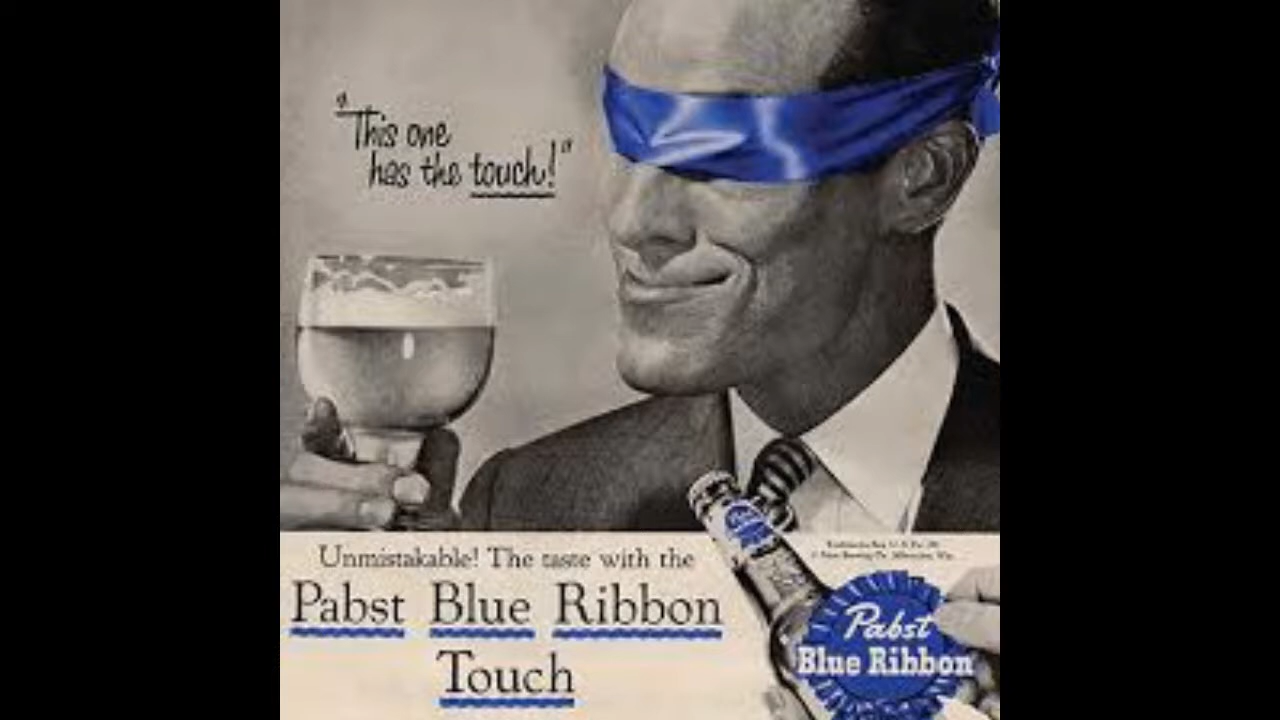 "This one
has the touch!"
Unmistakable! The taste with the
Pabst Blue Ribbon
Touch
Pabst
Blue Ribbon